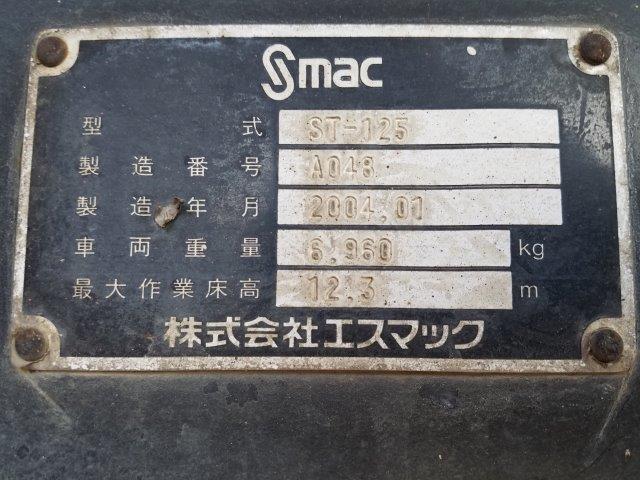 Smac
型式 ST-125
製造番号 A048
製造年月 2004.01
車両重量 6,960 kg
最大作業床高 12.3 m
株式会社エスマック